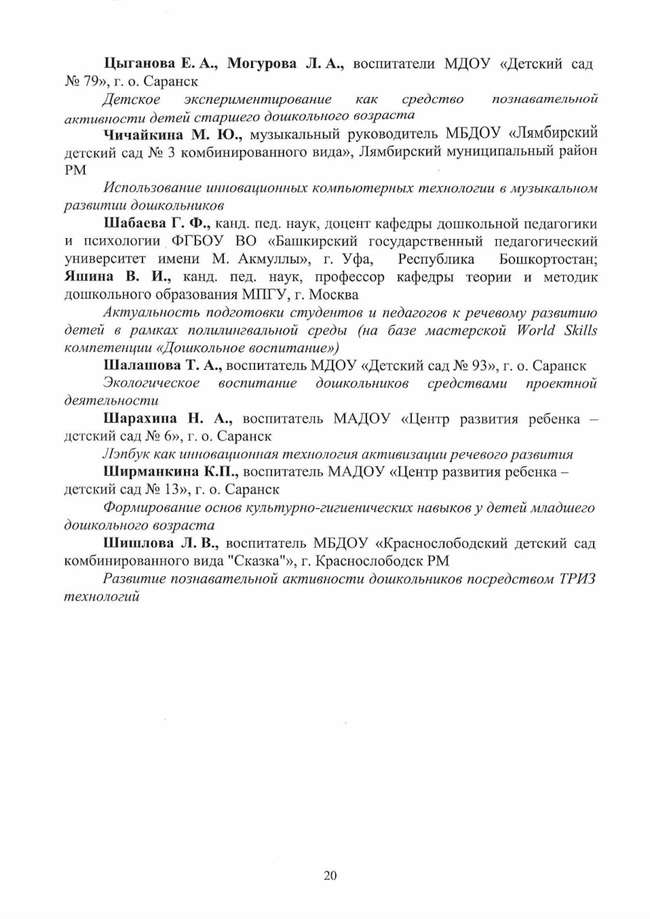 Цыганова Е. А., Могурова Л. А., воспитатели МДОУ «Детский сад
№ 79», г. о. Саранск
Детское экспериментирование как средство познавательной
активности детей старшего дошкольного возраста
Чичайкина М. Ю., музыкальный руководитель МБДОУ «Лямбирский
детский сад № 3 комбинированного вида», Лямбирский муниципальный район
РМ
Использование инновационных компьютерных технологии в музыкальном
развитии дошкольников
Шабаева Г. Ф., канд. пед. наук, доцент кафедры дошкольной педагогики
и психологии ФГБОУ ВО «Башкирский государственный педагогический
университет имени М. Акмуллы», г. Уфа, Республика Бошкортостан;
Яшина В. И., канд. пед. наук, профессор кафедры теории и методик
дошкольного образования МПГУ, г. Москва
Актуальность подготовки студентов и педагогов к речевому развитию
детей в рамках полилингвальной среды (на базе мастерской World Skills
компетенции «Дошкольное воспитание»)
Шалашова Т. А., воспитатель МДОУ «Детский сад № 93», г. о. Саранск
Экологическое воспитание дошкольников средствами проектной
деятельности
Шарахина Н. А., воспитатель МАДОУ «Центр развития ребенка –
детский сад № 6», г. о. Саранск
Лэпбук как инновационная технология активизации речевого развития
Ширманкина К.П., воспитатель МАДОУ «Центр развития ребенка –
детский сад № 13», г. о. Саранск
Формирование основ культурно-гигиенических навыков у детей младшего
дошкольного возраста
Шишлова Л. В., воспитатель МБДОУ «Краснослободский детский сад
комбинированного вида "Сказка"», г. Краснослободск РМ
Развитие познавательной активности дошкольников посредством ТРИЗ
технологий
20